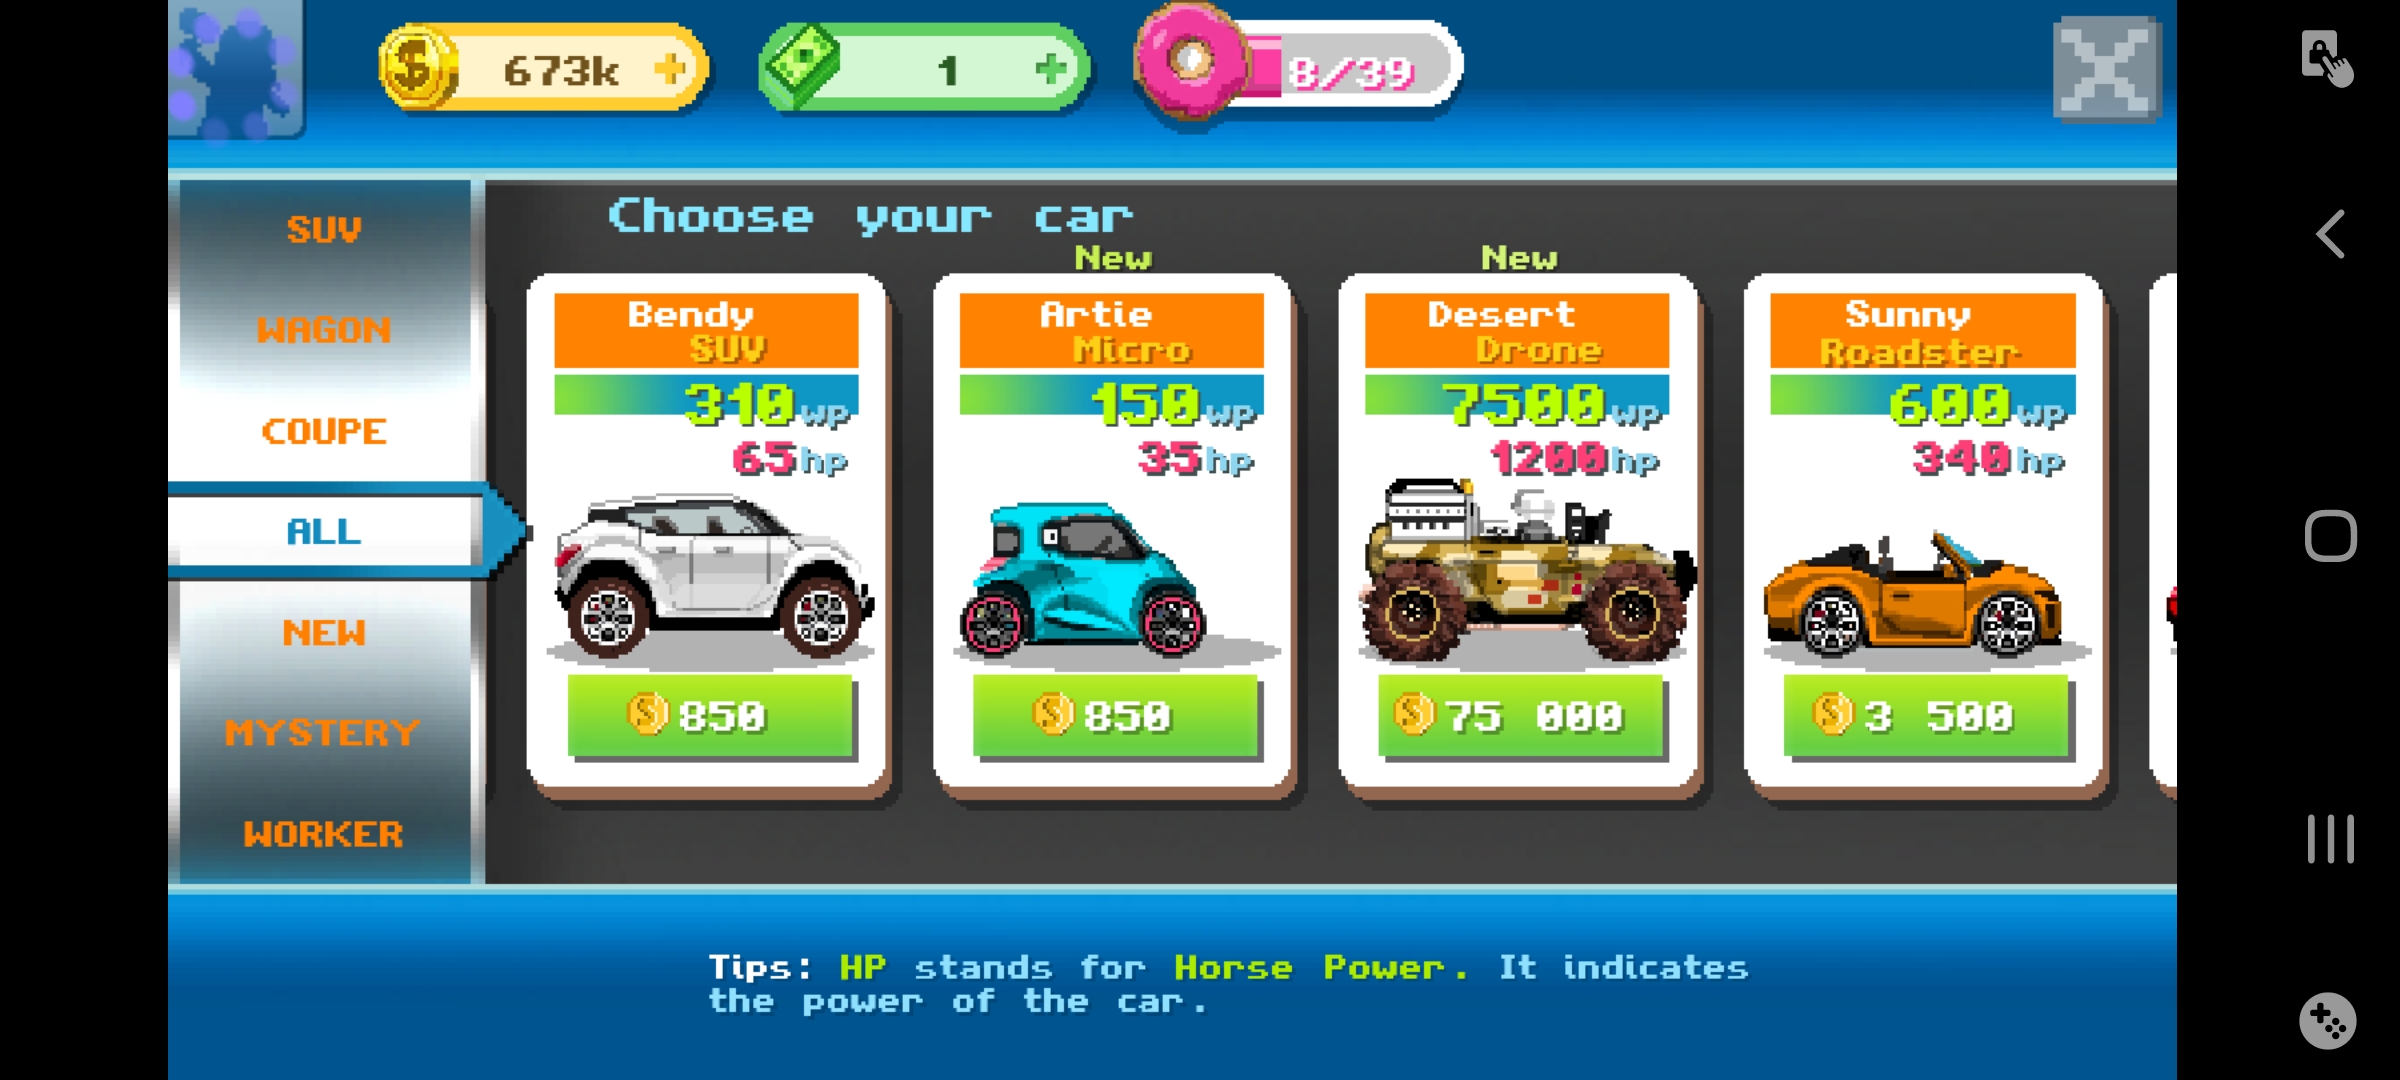 673k
1
8/39
SUV
WAGON
COUPE
ALL
NEW
MYSTERY
WORKER
Choose your car
Bendy
SUV
310wp
65hp
850
New
Artie
Micro
150wp
35hp
850
New
Desert
Drone
7500wp
1200hp
75 000
Sunny
Roadster
600wp
340hp
3 500
Tips: HP stands for Horse Power. It indicates
the power of the car.